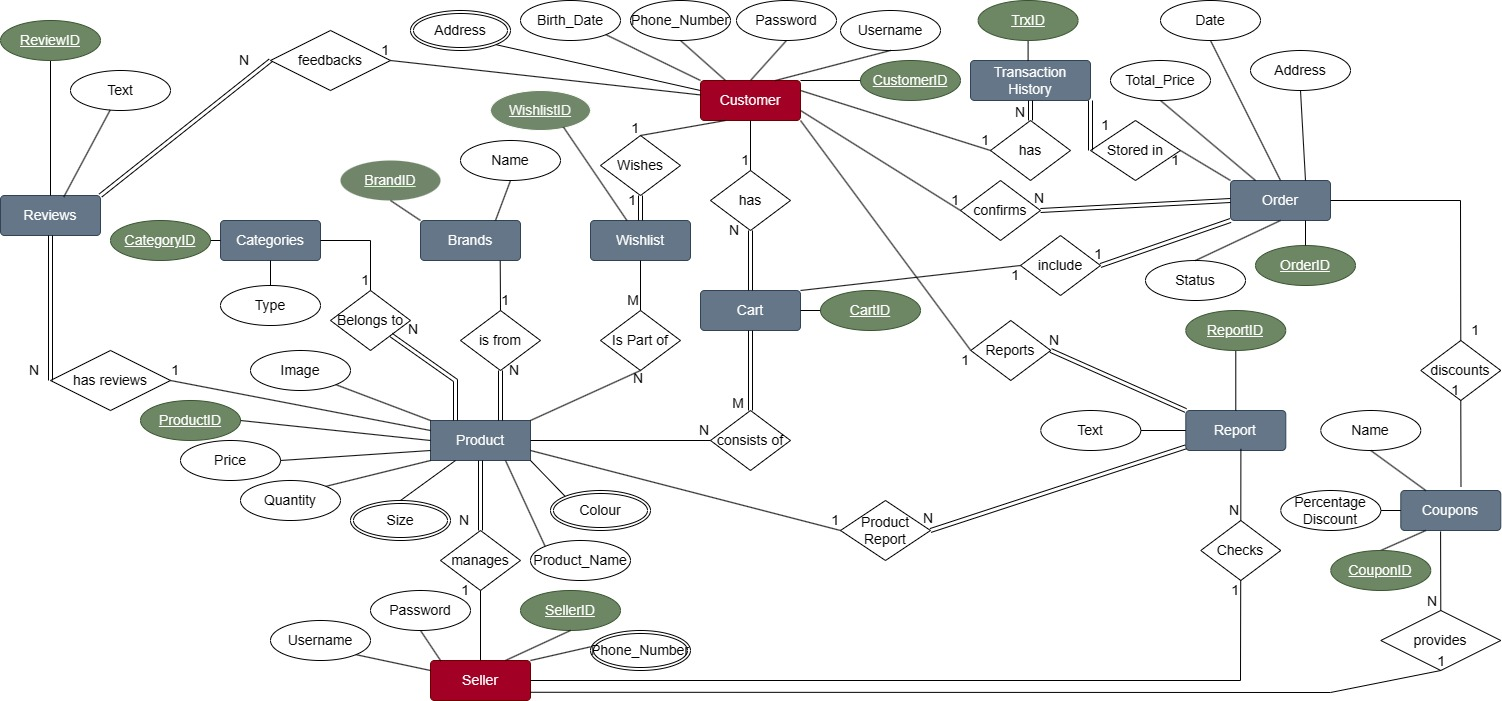 Birth_Date
Phone_Number
Password
TrxID
Date
Address
Username
ReviewID
N
feedbacks
1
Transaction
History
Address
Text
CustomerID
Total_Price
Customer
WishlistID
N
1
1
1
1
has
Stored in
1
Name
Wishes
BrandID
1
N
confirms
Order
has
1
Reviews
N
CategoryID
Categories
Brands
Wishlist
1
include
1
OrderID
Status
1
Type
1
M
Cart
CartID
Belongs to
N
ReportID
1
is from
Is Part of
N
Reports
1
N
has reviews
1
Image
N
N
discounts
1
M
ProductID
N
consists of
Text
Report
Name
Product
Price
Quantity
Size
Colour
N
1
Product
Report
N
N
Percentage
Discount
Coupons
manages
Product_Name
Checks
CouponID
1
1
N
Password
SellerID
Username
Phone_Number
provides
1
Seller